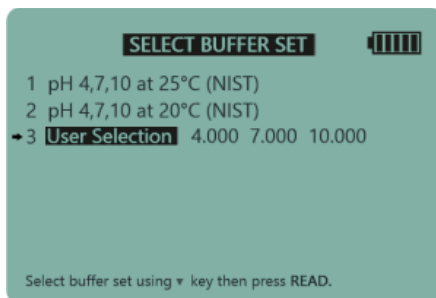 SELECT BUFFER SET
1 pH 4,7,10 at 25°C (NIST)
2 pH 4,7,10 at 20°C (NIST)
3 User Selection 4.000 7.000 10.000
Select buffer set using ▼ key then press READ.